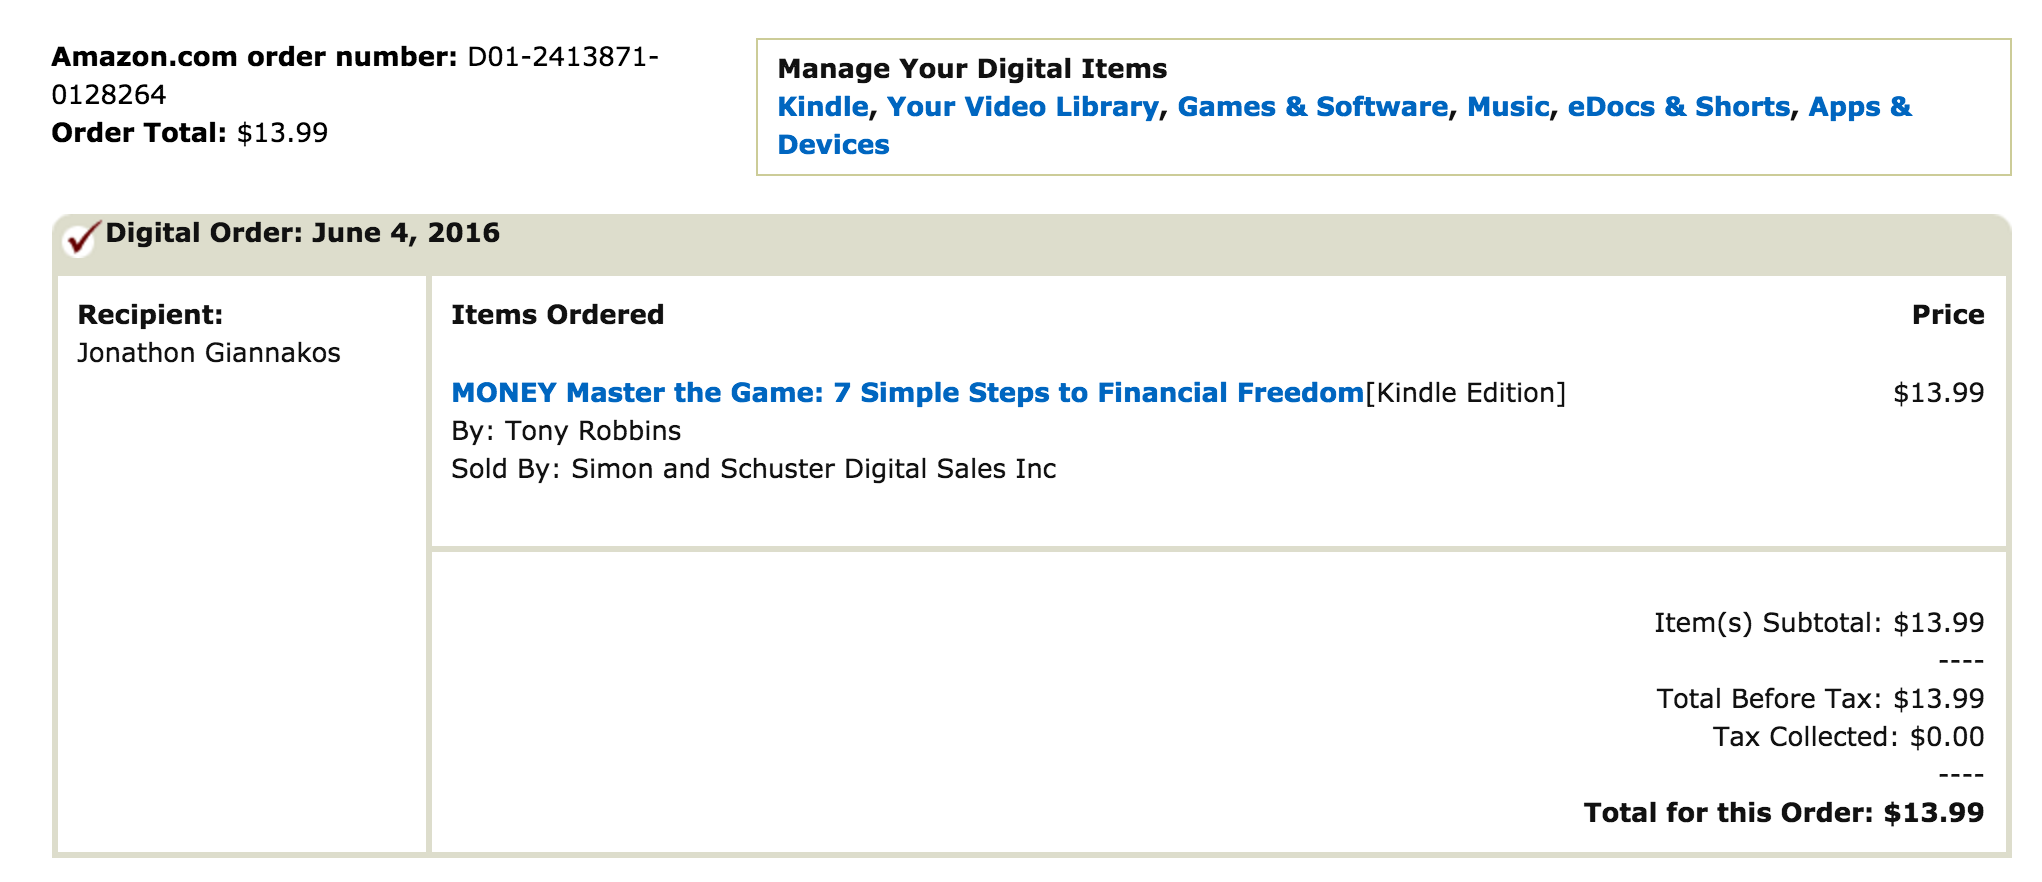 Amazon.com order number: D01-2413871-
0128264
Order Total: $13.99
Manage Your Digital Items
Kindle, Your Video Library, Games & Software, Music, eDocs & Shorts, Apps &
Devices
Digital Order: June 4, 2016
Recipient:
Jonathon Giannakos
Items Ordered Price
MONEY Master the Game: 7 Simple Steps to Financial Freedom[Kindle Edition] $13.99
By: Tony Robbins
Sold By: Simon and Schuster Digital Sales Inc
Item(s) Subtotal: $13.99
----
Total Before Tax: $13.99
Tax Collected: $0.00
----
Total for this Order: $13.99